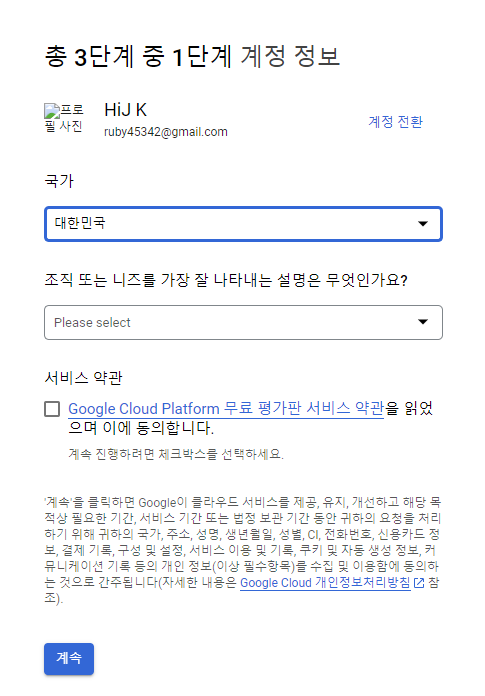 총 3단계 중 1단계 계정 정보
프로
필 사진
HiJ K
ruby45342@gmail.com
계정 전환
국가
대한민국
조직 또는 니즈를 가장 잘 나타내는 설명은 무엇인가요?
Please select
서비스 약관
Google Cloud Platform 무료 평가판 서비스 약관을 읽었
으며 이에 동의합니다.
계속 진행하려면 체크박스를 선택하세요.
'계속'을 클릭하면 Google이 클라우드 서비스를 제공, 유지, 개선하고 해당 목
적상 필요한 기간, 서비스 기간 또는 법정 보관 기간 동안 귀하의 요청을 처리
하기 위해 귀하의 국가, 주소, 성명, 생년월일, 성별, CI, 전화번호, 신용카드 정
보, 결제 기록, 구성 및 설정, 서비스 이용 및 기록, 쿠키 및 자동 생성 정보, 커
뮤니케이션 기록 등의 개인 정보(이상 필수항목)를 수집 및 이용함에 동의하
는 것으로 간주됩니다(자세한 내용은 Google Cloud 개인정보처리방침 참
조).
계속